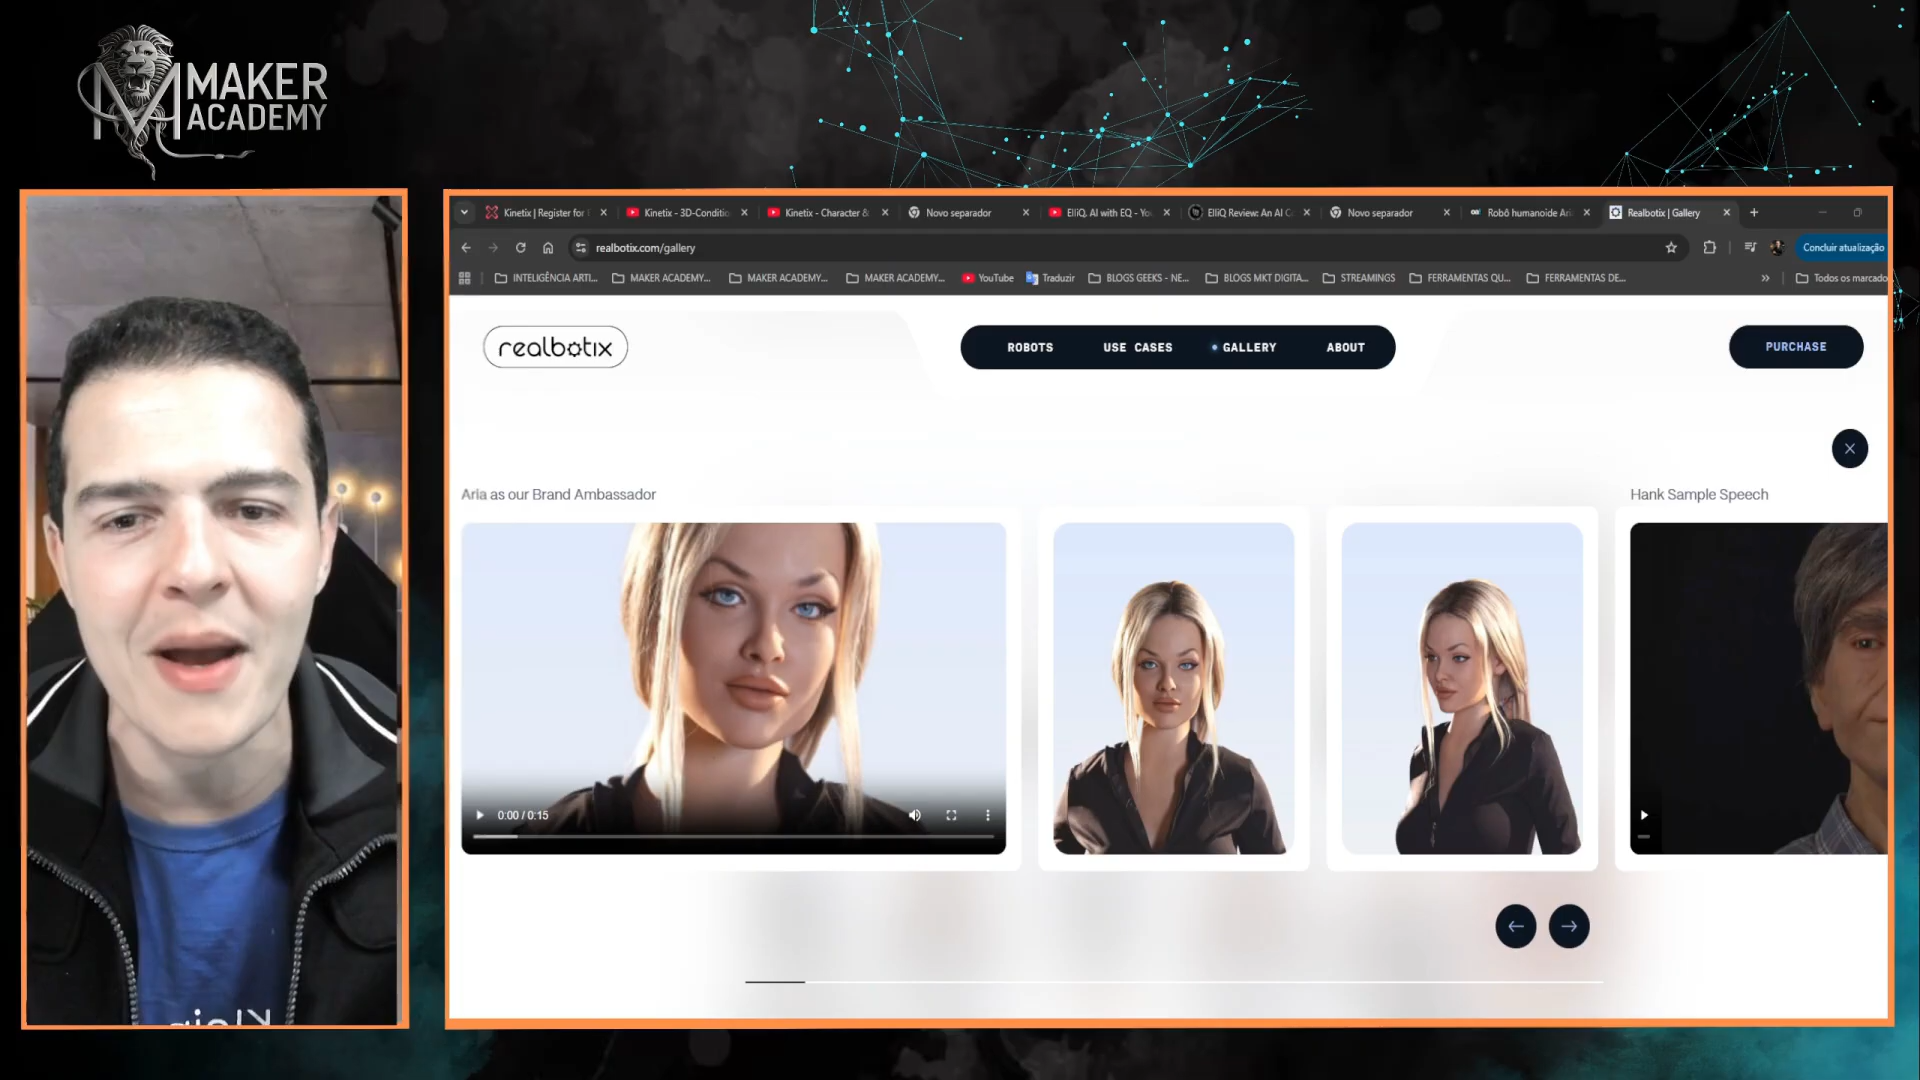 MAKER
ACADEMY
Kinetix | Register for
Kinetix - 3D-Conditio
Kinetix - Character &
Novo separador
ElliQ, AI with EQ - Yo
ElliQ Review: An AI C
Novo separador
Robô humanoide Ari
Realbotix | Gallery
realbotix.com/gallery
Concluir atualização
INTELIGÊNCIA ARTI...
MAKER ACADEMY...
MAKER ACADEMY...
MAKER ACADEMY...
YouTube
Traduzir
BLOGS GEEKS - NE...
BLOGS MKT DIGITA...
STREAMINGS
FERRAMENTAS QU...
FERRAMENTAS DE...
»
Todos os marcado
realbotix
ROBOTS
USE CASES
GALLERY
ABOUT
PURCHASE
Aria as our Brand Ambassador
Hank Sample Speech
0:00 / 0:15